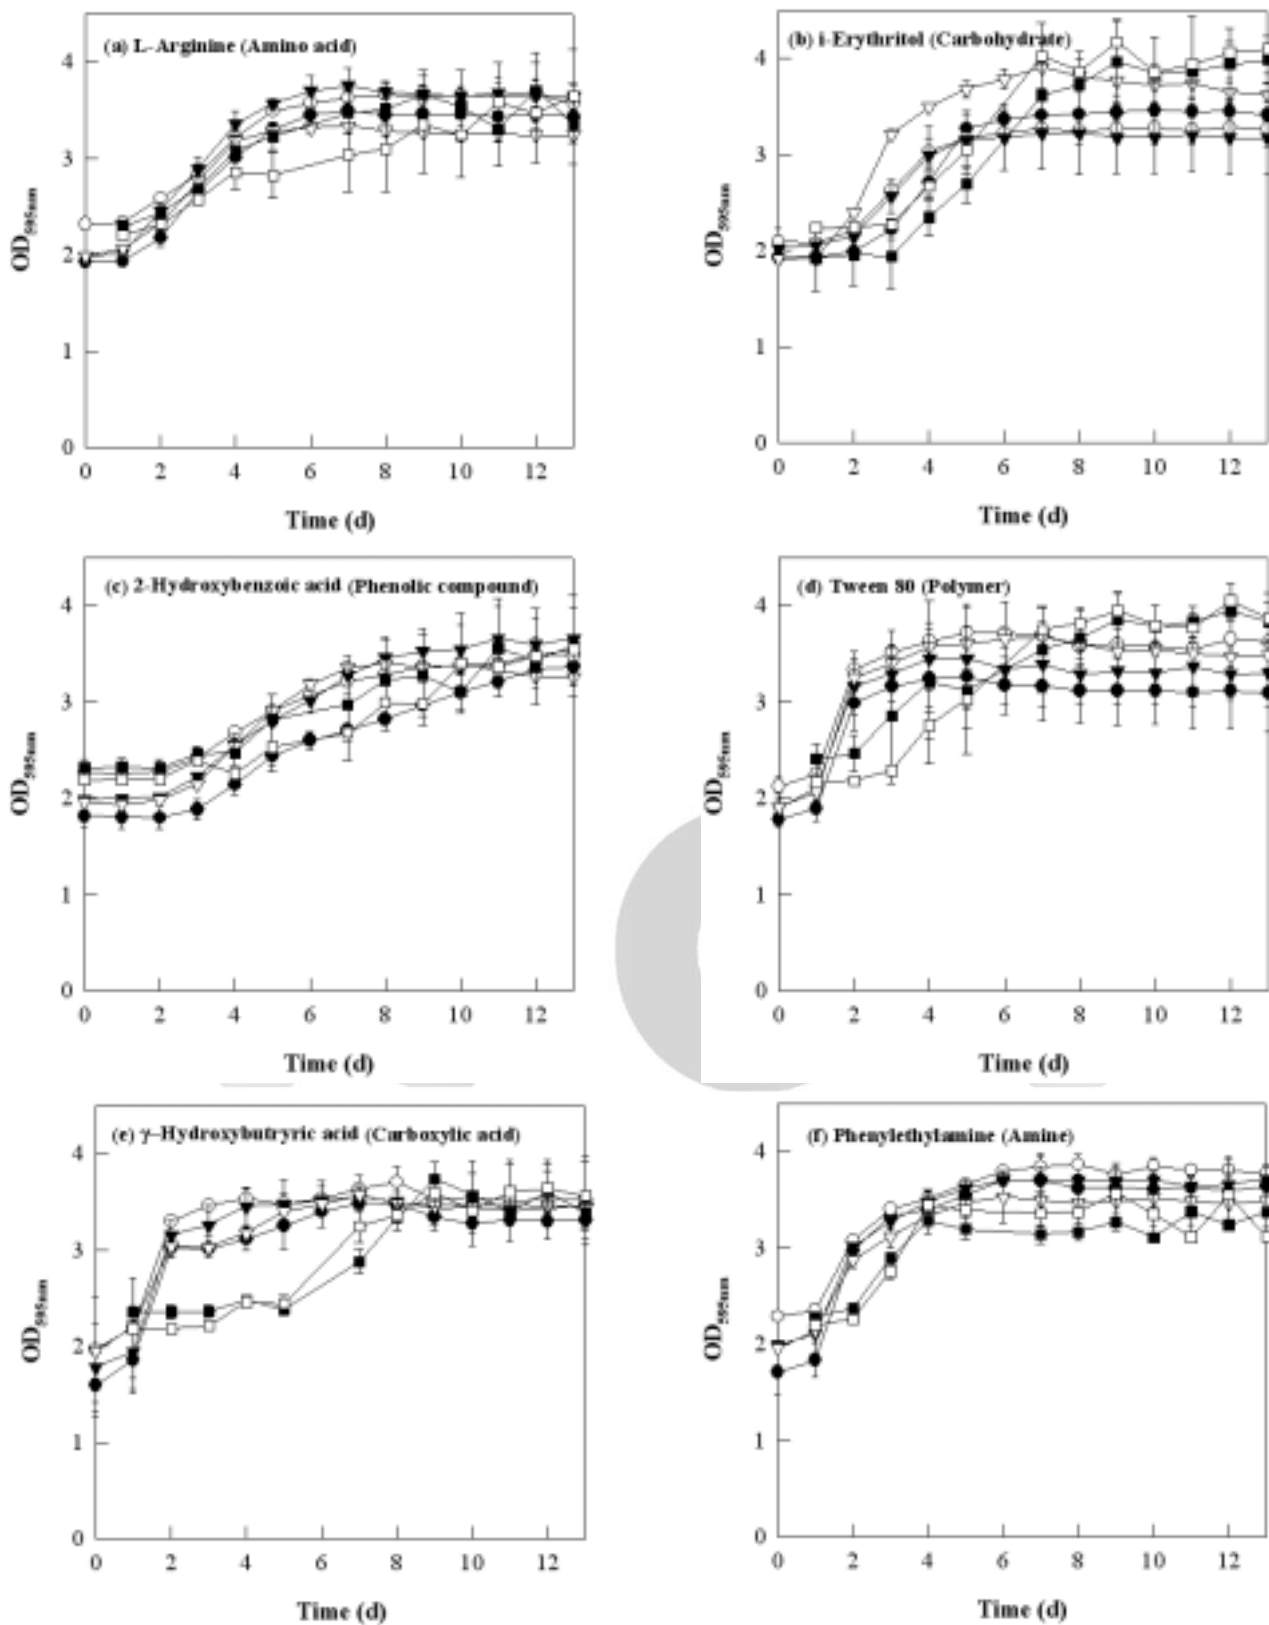 (a) L-Arginine (Amino acid)
4
3
2
1
0
OD595nm
0 2 4 6 8 10 12
Time (d)
(b) i-Erythritol (Carbohydrate)
4
3
2
1
0
OD595nm
0 2 4 6 8 10 12
Time (d)
(c) 2-Hydroxybenzoic acid (Phenolic compound)
4
3
2
1
0
OD595nm
0 2 4 6 8 10 12
Time (d)
(d) Tween 80 (Polymer)
4
3
2
1
0
OD595nm
0 2 4 6 8 10 12
Time (d)
(e) γ-Hydroxybutryric acid (Carboxylic acid)
4
3
2
1
0
OD595nm
0 2 4 6 8 10 12
Time (d)
(f) Phenylethylamine (Amine)
4
3
2
1
0
OD595nm
0 2 4 6 8 10 12
Time (d)